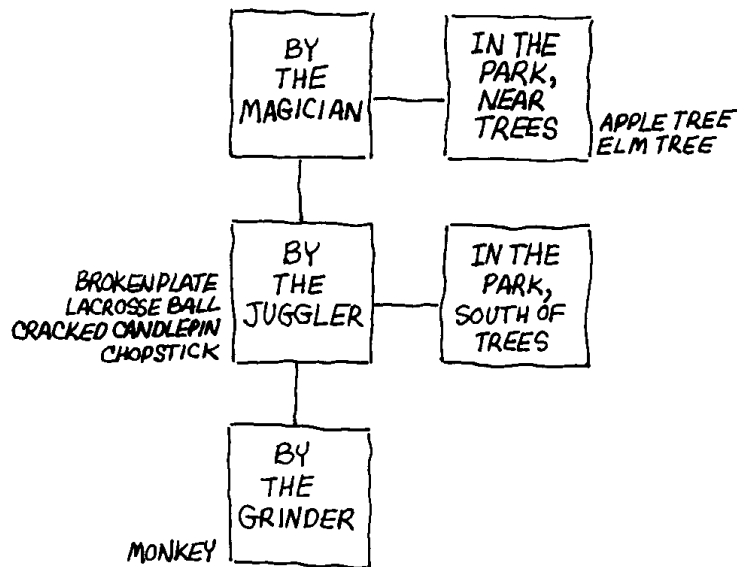 BY
THE
MAGICIAN
IN THE
PARK,
NEAR
TREES
APPLE TREE
ELM TREE
BROKEN PLATE
LACROSSE BALL
CRACKED CANDLEPIN
CHOPSTICK
BY
THE
JUGGLER
IN THE
PARK,
SOUTH OF
TREES
MONKEY
BY
THE
GRINDER